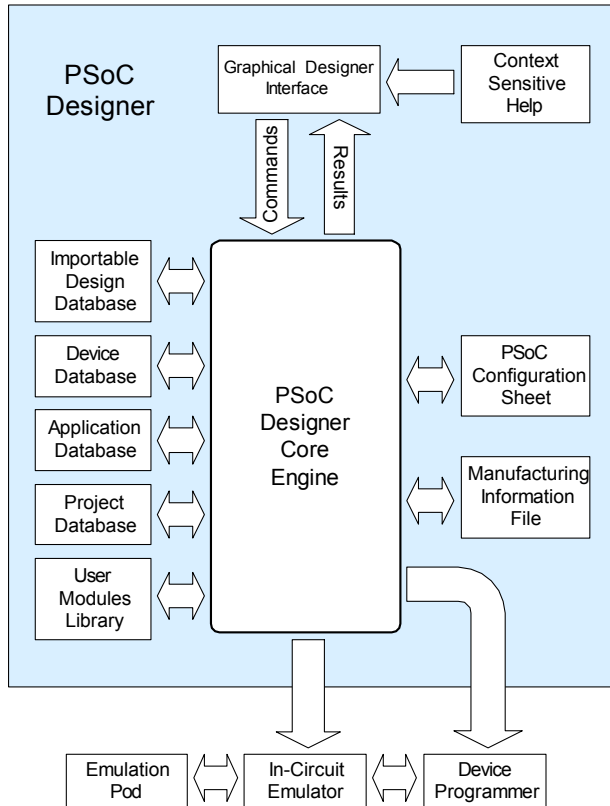 PSoC
Designer
Graphical Designer
Interface
Context
Sensitive
Help
Commands
Results
Importable
Design
Database
Device
Database
Application
Database
Project
Database
User
Modules
Library
PSoC
Designer
Core
Engine
PSoC
Configuration
Sheet
Manufacturing
Information
File
Emulation
Pod
In-Circuit
Emulator
Device
Programmer